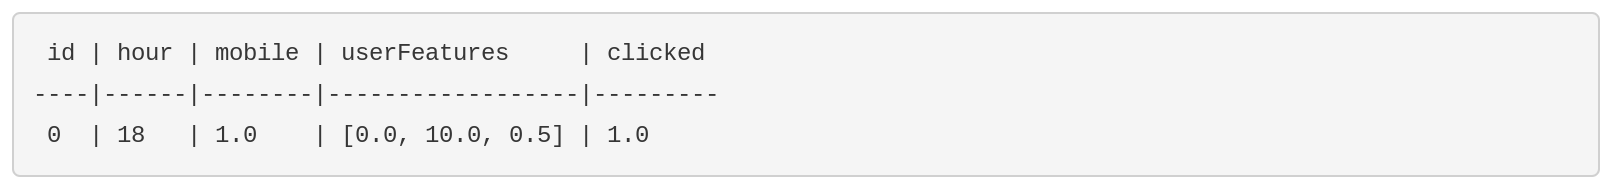 id | hour | mobile | userFeatures     | clicked
----|------|--------|------------------|---------
 0  | 18   | 1.0    | [0.0, 10.0, 0.5] | 1.0